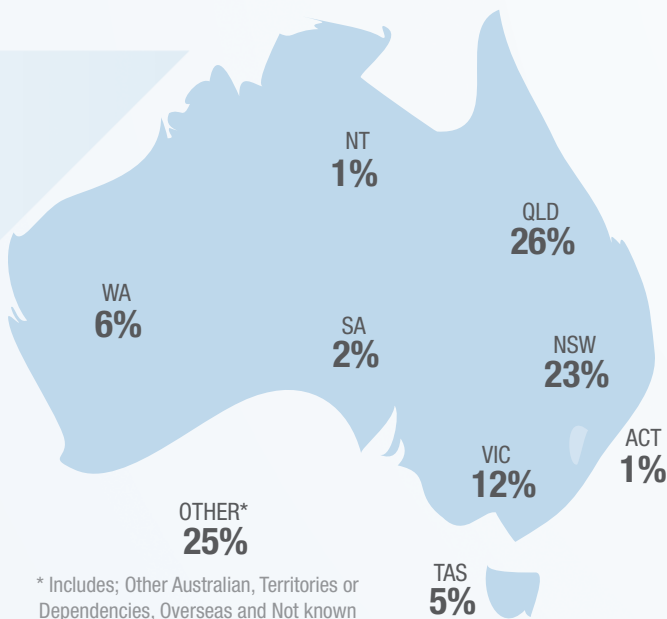 NT
1%
QLD
26%
WA
6%
SA
2%
NSW
23%
ACT
1%
VIC
12%
OTHER*
25%
* Includes; Other Australian, Territories or
Dependencies, Overseas and Not known
TAS
5%